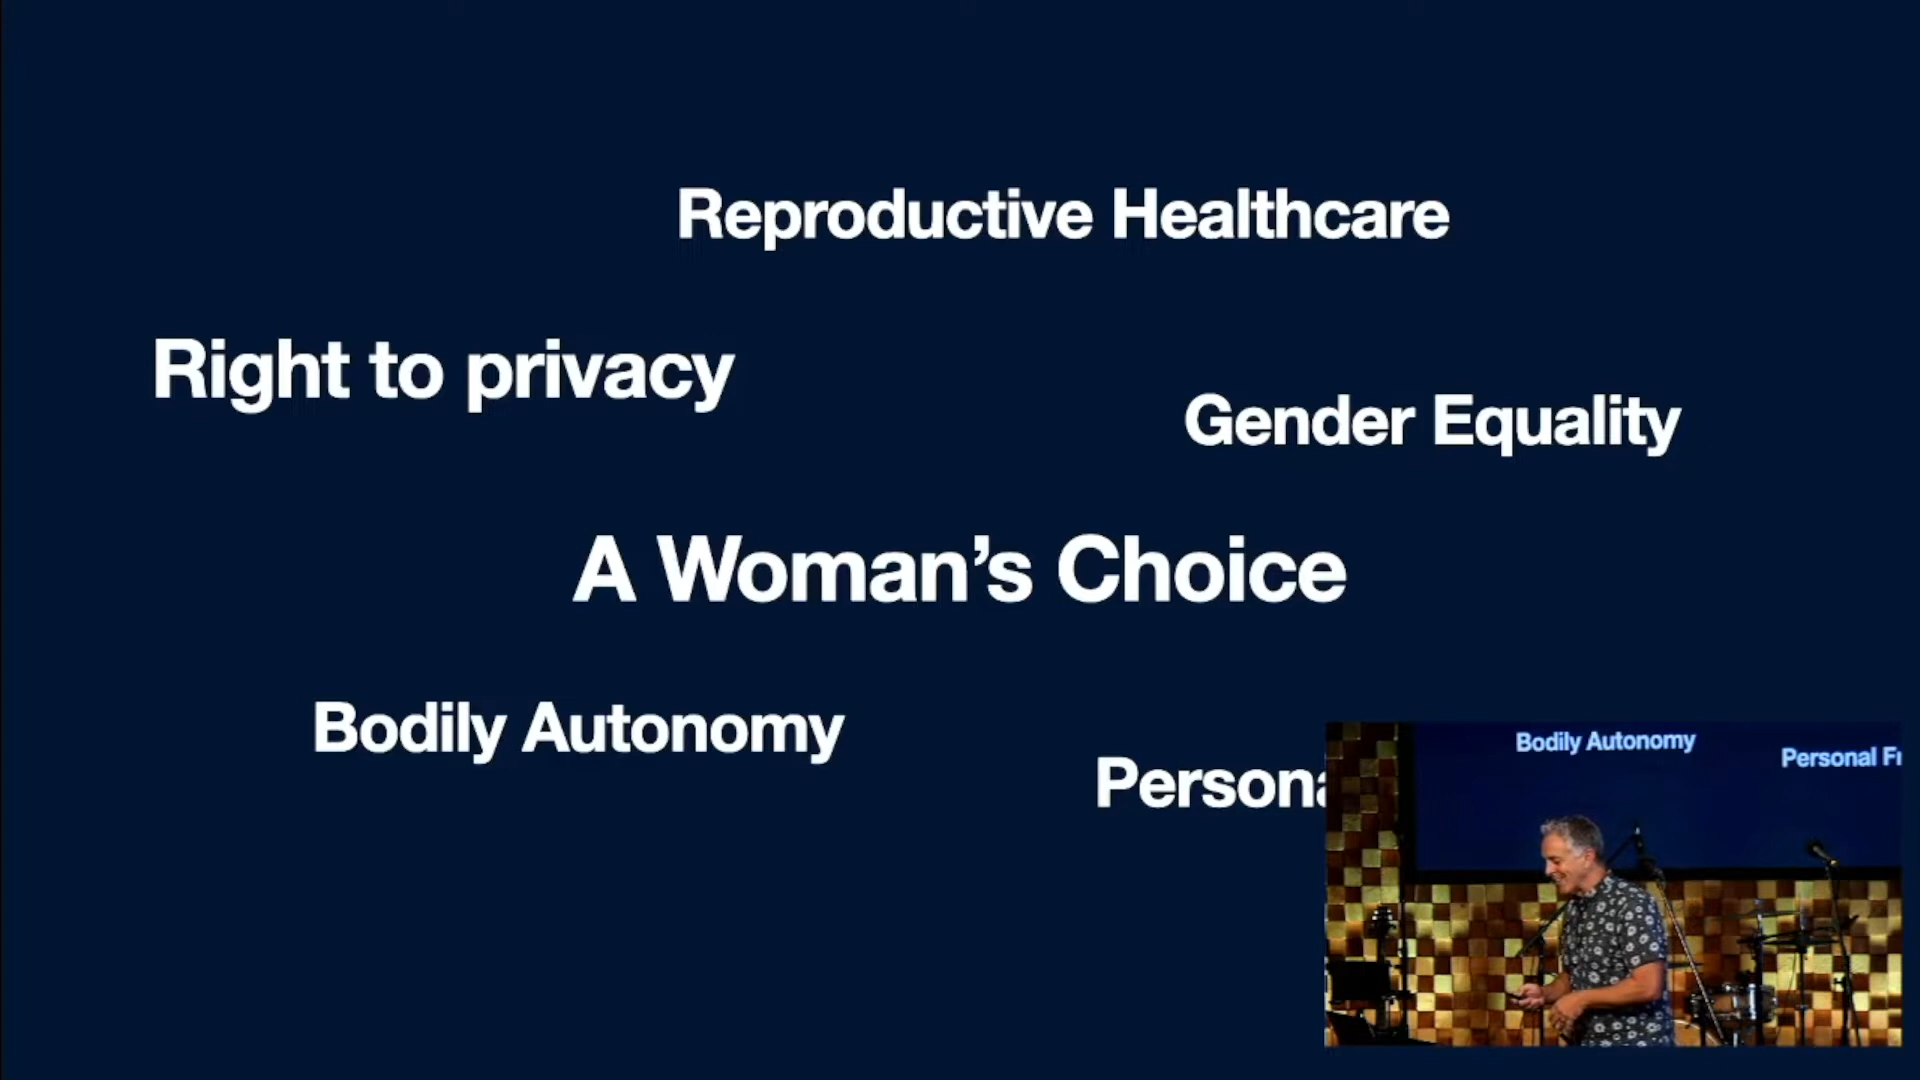 Reproductive Healthcare
Right to privacy
Gender Equality
A Woman’s Choice
Bodily Autonomy
Persona
Bodily Autonomy
Personal Fr